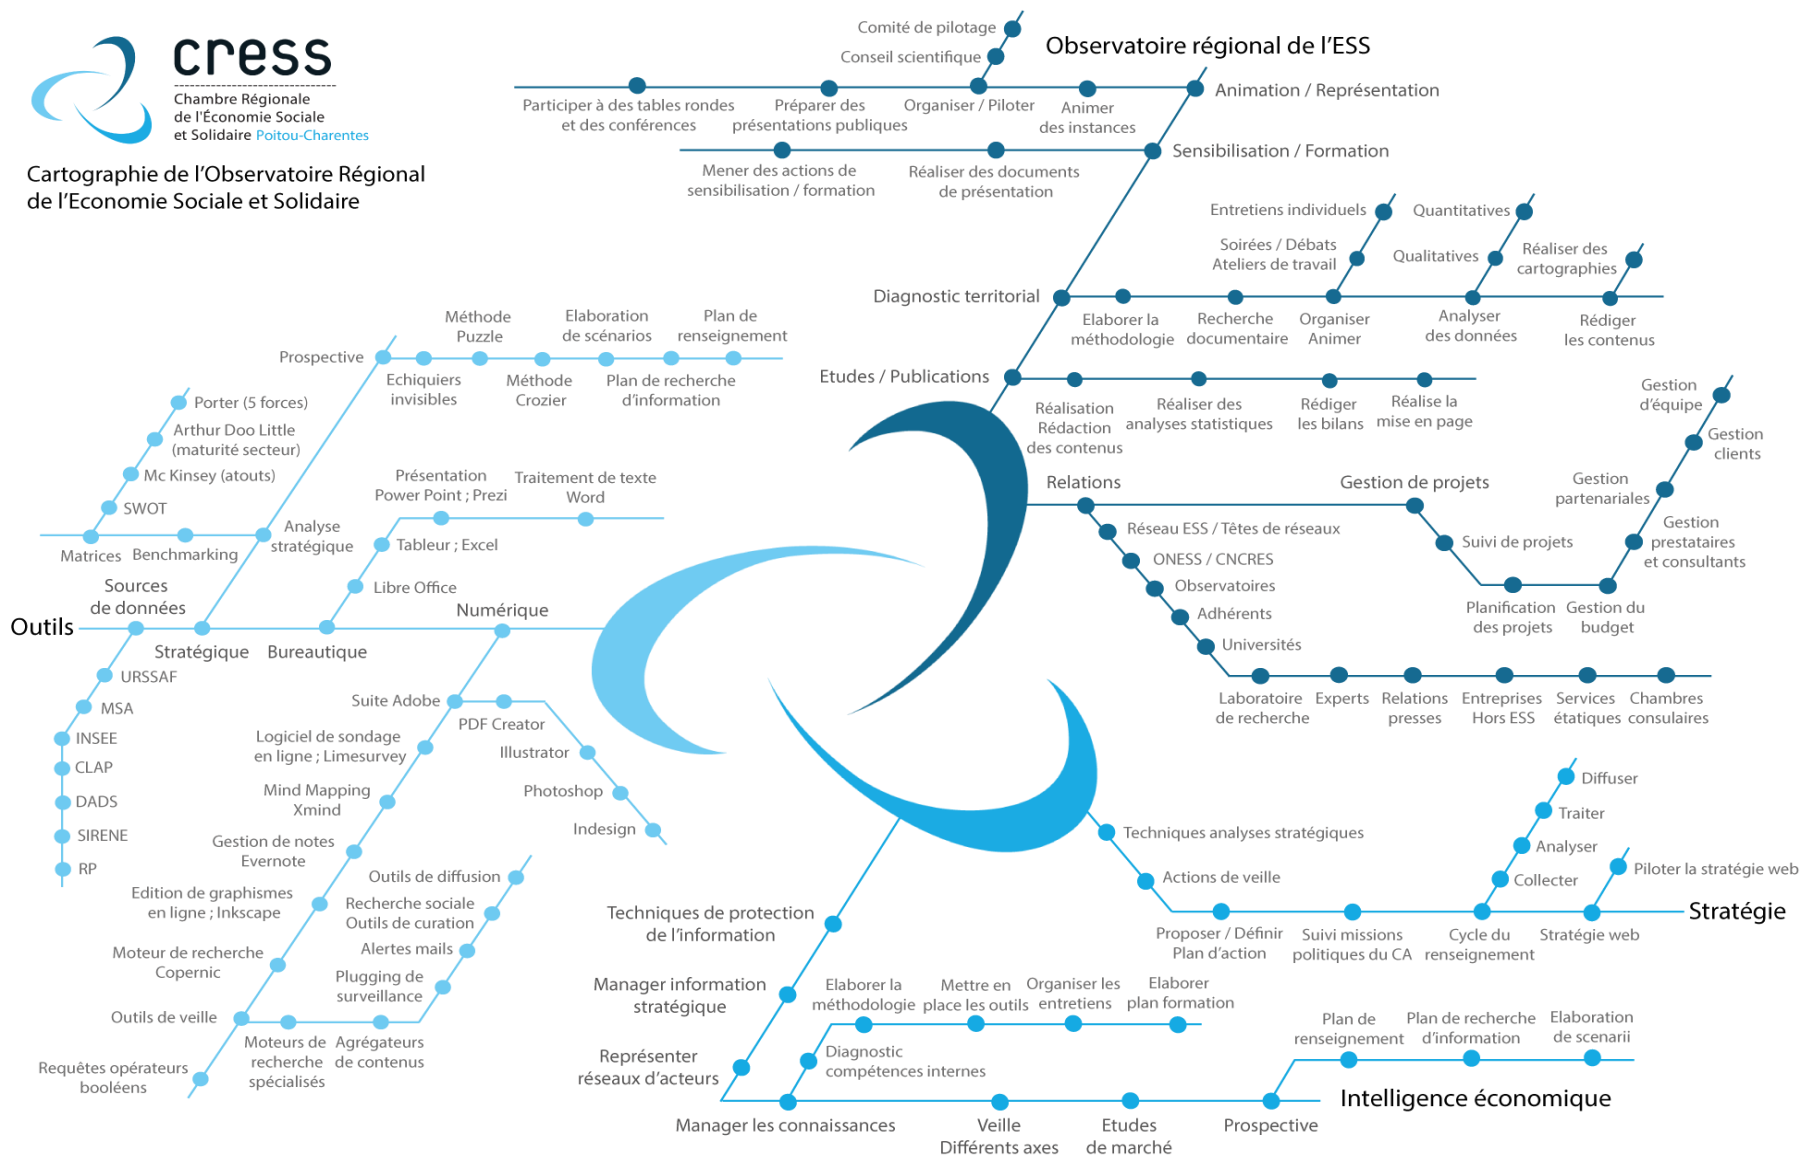 cress
Chambre Régionale
de l'Économie Sociale
et Solidaire Poitou-Charentes
Cartographie de l'Observatoire Régional
de l'Economie Sociale et Solidaire
Observatoire régional de l'ESS
Comité de pilotage
Conseil scientifique
Animation / Représentation
Participer à des tables rondes
et des conférences
Préparer des
présentations publiques
Organiser / Piloter
Animer
des instances
Sensibilisation / Formation
Mener des actions de
sensibilisation / formation
Réaliser des documents
de présentation
Entretiens individuels
Soirées / Débats
Ateliers de travail
Quantitatives
Qualitatives
Réaliser des
cartographies
Diagnostic territorial
Elaborer la
méthodologie
Recherche
documentaire
Organiser
Animer
Analyser
des données
Rédiger
les contenus
Etudes / Publications
Réalisation
Rédaction
des contenus
Réaliser des
analyses statistiques
Rédiger
les bilans
Réalise la
mise en page
Relations
Réseau ESS / Têtes de réseaux
ONESS / CNCRES
Observatoires
Adhérents
Universités
Laboratoire
de recherche
Experts
Relations
presses
Entreprises
Hors ESS
Services
étatiques
Chambres
consulaires
Gestion de projets
Suivi de projets
Planification
des projets
Gestion du
budget
Gestion
prestataires
et consultants
Gestion
partenariales
Gestion
clients
Gestion
d'équipe
Prospective
Echiquiers
invisibles
Méthode
Puzzle
Méthode
Crozier
Elaboration
de scénarios
Plan de recherche
d'information
Plan de
renseignement
Porter (5 forces)
Arthur Doo Little
(maturité secteur)
Mc Kinsey (atouts)
SWOT
Matrices
Benchmarking
Analyse
stratégique
Présentation
Power Point ; Prezi
Traitement de texte
Word
Tableur ; Excel
Libre Office
Outils
Sources
de données
Stratégique
Bureautique
Numérique
URSSAF
MSA
INSEE
CLAP
DADS
SIRENE
RP
Suite Adobe
PDF Creator
Illustrator
Photoshop
Indesign
Logiciel de sondage
en ligne ; Limesurvey
Mind Mapping
Xmind
Gestion de notes
Evernote
Edition de graphismes
en ligne ; Inkscape
Moteur de recherche
Copernic
Outils de veille
Requêtes opérateurs
booléens
Moteurs de
recherche
spécialisés
Agrégateurs
de contenus
Plugging de
surveillance
Alertes mails
Recherche sociale
Outils de curation
Outils de diffusion
Techniques analyses stratégiques
Actions de veille
Proposer / Définir
Plan d'action
Suivi missions
politiques du CA
Cycle du
renseignement
Collecter
Analyser
Traiter
Diffuser
Stratégie web
Piloter la stratégie web
Stratégie
Techniques de protection
de l'information
Manager information
stratégique
Représenter
réseaux d'acteurs
Manager les connaissances
Diagnostic
compétences internes
Elaborer la
méthodologie
Mettre en
place les outils
Organiser les
entretiens
Elaborer
plan formation
Veille
Différents axes
Etudes
de marché
Prospective
Plan de
renseignement
Plan de recherche
d'information
Elaboration
de scenarii
Intelligence économique